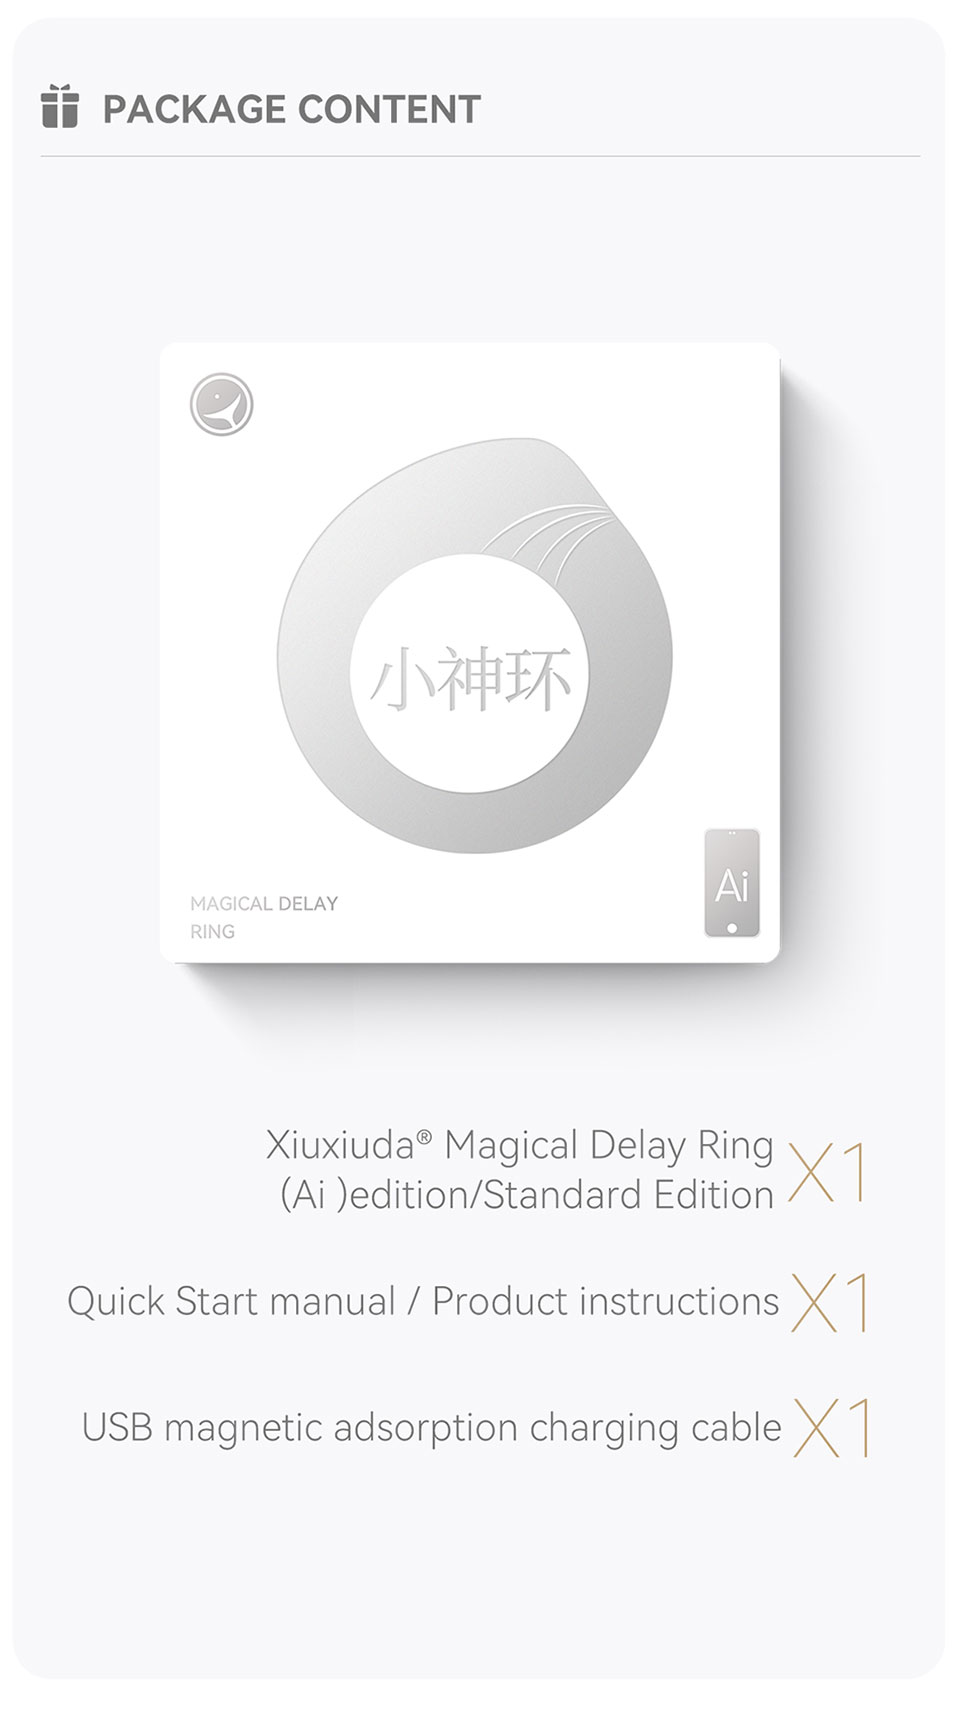 PACKAGE CONTENT
小神环
MAGICAL DELAY
RING
Ai
Xiuxiuda® Magical Delay Ring
(Ai )edition/Standard Edition X1
Quick Start manual / Product instructions X1
USB magnetic adsorption charging cable X1